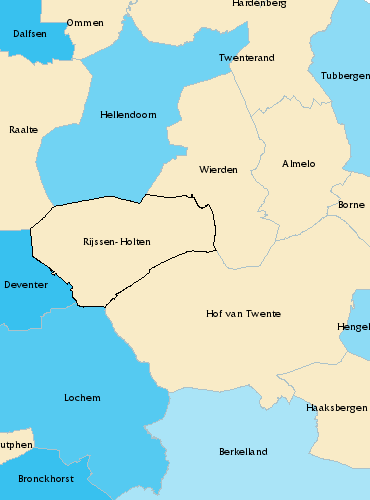 Hardenberg
Ommen
Dalfsen
Twenterand
Tubbergen
Hellendoorn
Raalte
Almelo
Wierden
Borne
Rijssen-Holten
Deventer
Hof van Twente
Hengel
Lochem
Haaksbergen
utphen
Berkelland
Bronckhorst